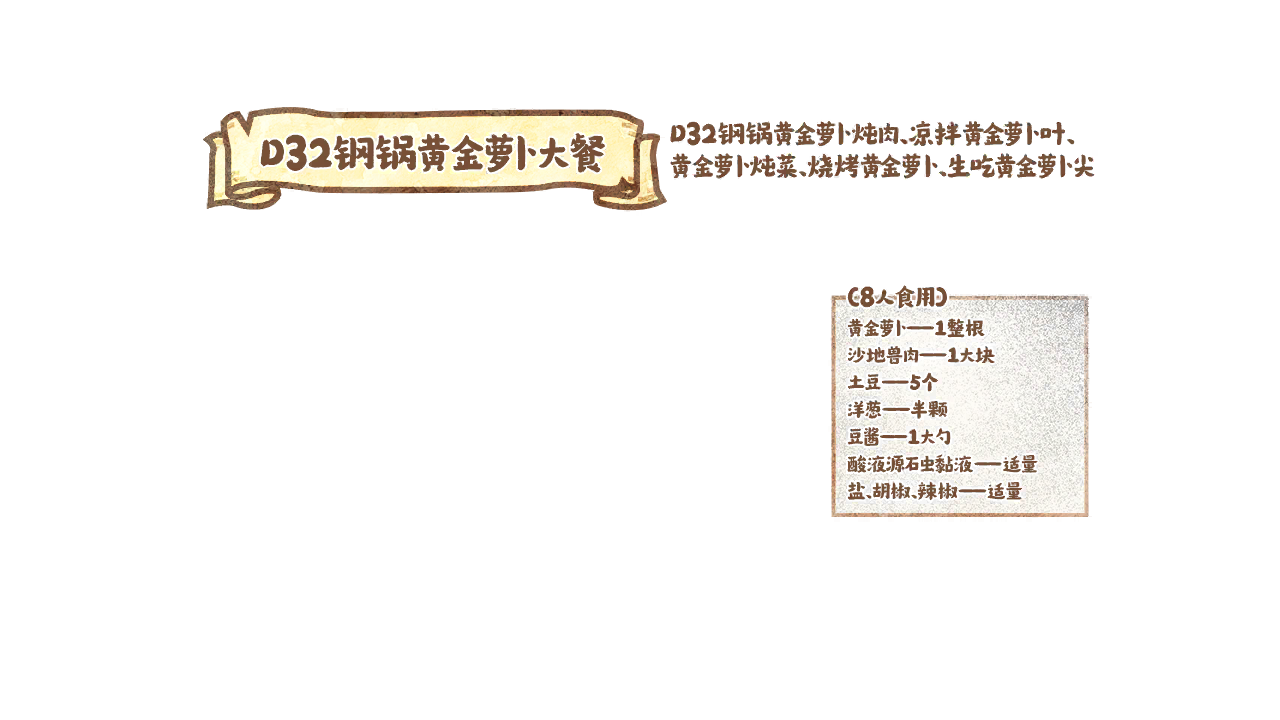 D32钢锅黄金萝卜大餐
D32钢锅黄金萝卜炖肉、凉拌黄金萝卜叶、
黄金萝卜炖菜、烧烤黄金萝卜、生吃黄金萝卜尖
(8人食用)
黄金萝卜——1整根
沙地兽肉——1大块
土豆——5个
洋葱——半颗
豆酱——1大勺
酸液源石虫黏液——适量
盐、胡椒、辣椒——适量